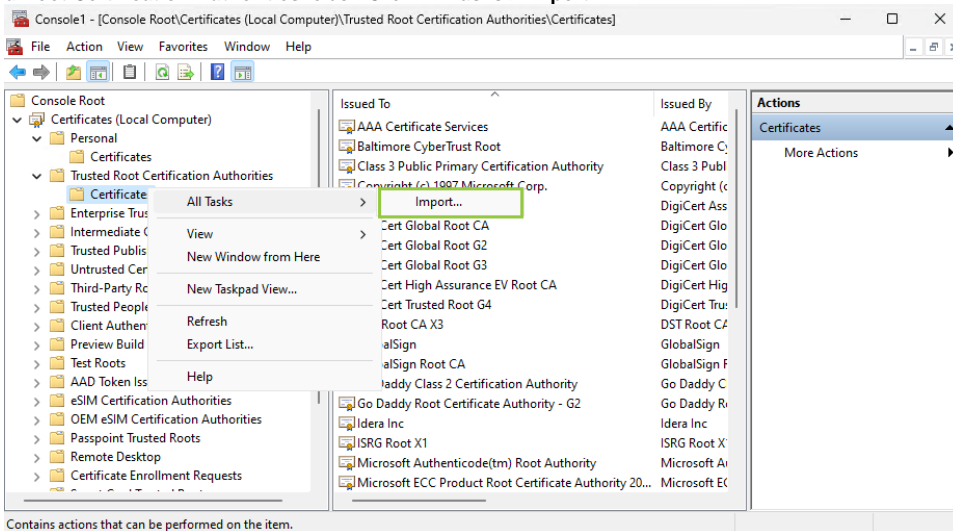 Console1 - [Console Root\Certificates (Local Computer)\Trusted Root Certification Authorities\Certificates]
File Action View Favorites Window Help
Console Root
Certificates (Local Computer)
Personal
Certificates
Trusted Root Certification Authorities
Certificate
Enterprise Trus
Intermediate
Trusted Publis
Untrusted Cer
Third-Party Ro
Trusted People
Client Authen
Preview Build
Test Roots
AAD Token Iss
eSIM Certification Authorities
OEM eSIM Certification Authorities
Passpoint Trusted Roots
Remote Desktop
Certificate Enrollment Requests
All Tasks
Import...
View
New Window from Here
New Taskpad View...
Refresh
Export List...
Help
Issued To Issued By
AAA Certificate Services AAA Certific
Baltimore CyberTrust Root Baltimore Cy
Class 3 Public Primary Certification Authority Class 3 Publ
Copyright (c) 1997 Microsoft Corp. Copyright (c
DigiCert Ass
Cert Global Root CA DigiCert Glo
Cert Global Root G2 DigiCert Glo
Cert Global Root G3 DigiCert Glo
Cert High Assurance EV Root CA DigiCert Hig
Cert Trusted Root G4 DigiCert Trus
Root CA X3 DST Root CA
alSign GlobalSign
alSign Root CA GlobalSign R
Daddy Class 2 Certification Authority Go Daddy C
Go Daddy Root Certificate Authority - G2 Go Daddy Ro
Idera Inc Idera Inc
ISRG Root X1 ISRG Root X
Microsoft Authenticode(tm) Root Authority Microsoft Au
Microsoft ECC Product Root Certificate Authority 20... Microsoft EC
Actions
Certificates
More Actions
Contains actions that can be performed on the item.